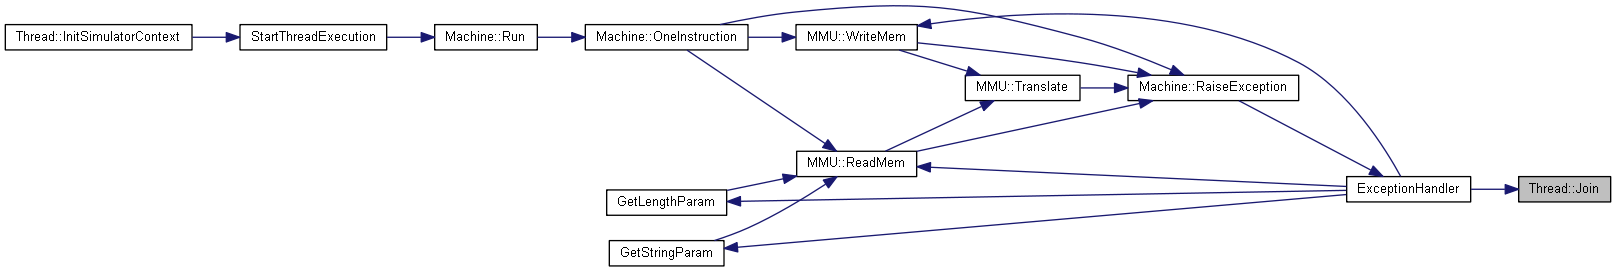 Thread::InitSimulatorContext
StartThreadExecution
Machine::Run
Machine::OneInstruction
MMU::WriteMem
MMU::Translate
Machine::RaiseException
MMU::ReadMem
GetLengthParam
GetStringParam
ExceptionHandler
Thread::Join